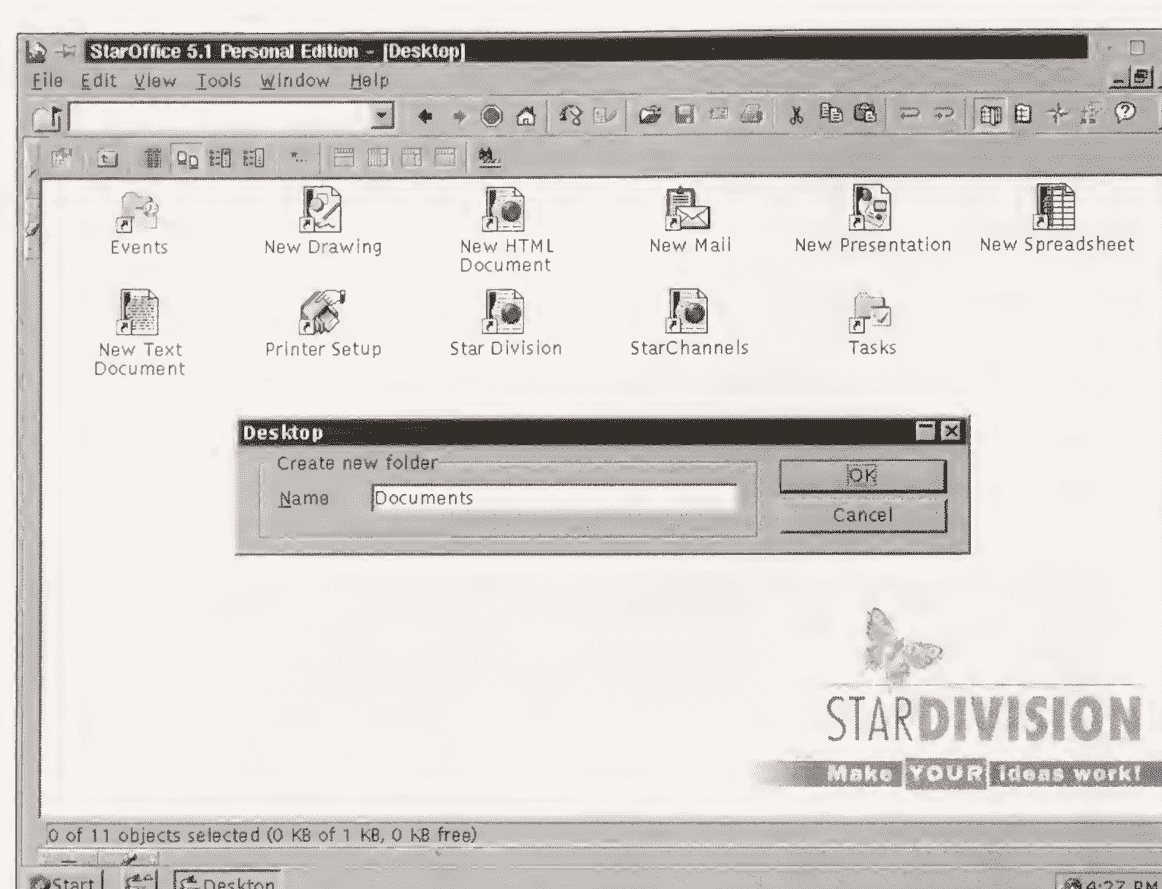 StarOffice 5.1 Personal Edition - [Desktop]
File Edit View Tools Window Help
Events New Drawing New HTML Document New Mail New Presentation New Spreadsheet
New Text Document Printer Setup Star Division StarChannels Tasks
Desktop
Create new folder
Name Documents
OK
Cancel
STARDIVISION
Make YOUR ideas work!
0 of 11 objects selected (0 KB of 1 KB, 0 KB free)
Start Desktop 4:27 PM